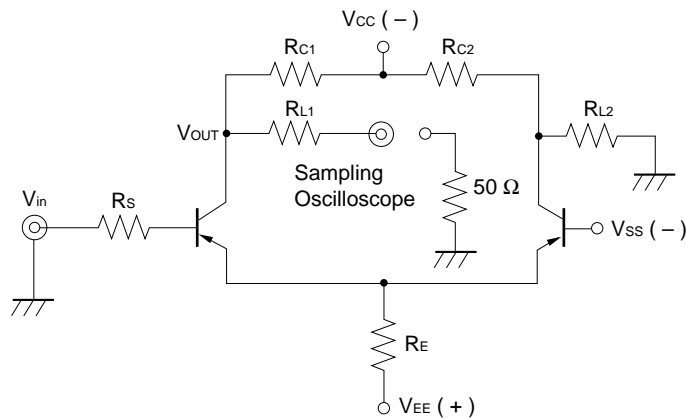 VCC (−)
RC1
RC2
RL1
RL2
VOUT
Sampling
Oscilloscope
50 Ω
Vin
RS
VSS (−)
RE
VEE (+)